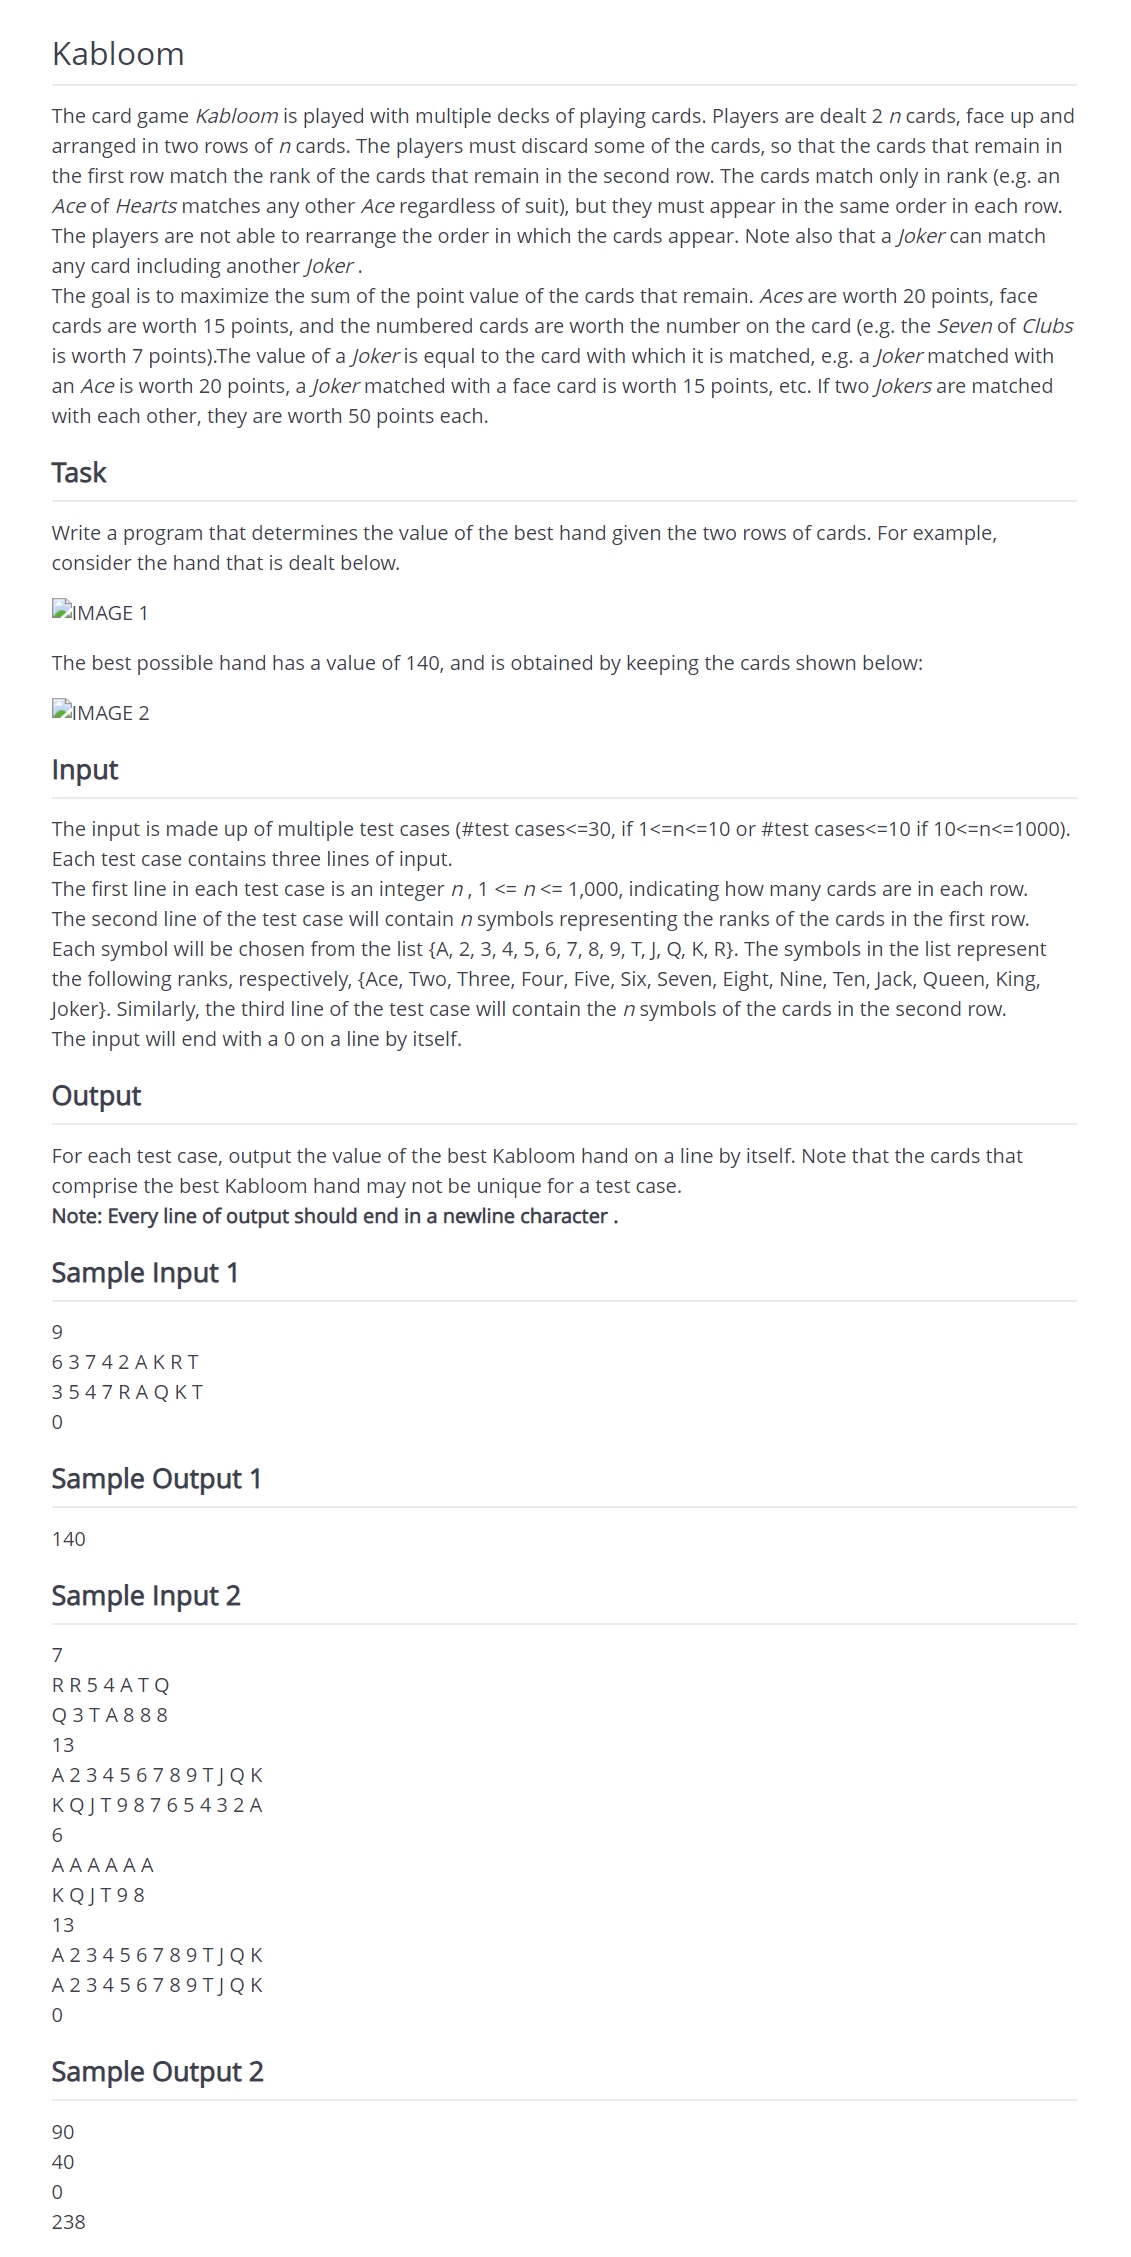 Kabloom
The card game Kabloom is played with multiple decks of playing cards. Players are dealt 2 n cards, face up and
arranged in two rows of n cards. The players must discard some of the cards, so that the cards that remain in
the first row match the rank of the cards that remain in the second row. The cards match only in rank (e.g. an
Ace of Hearts matches any other Ace regardless of suit), but they must appear in the same order in each row.
The players are not able to rearrange the order in which the cards appear. Note also that a Joker can match
any card including another Joker .
The goal is to maximize the sum of the point value of the cards that remain. Aces are worth 20 points, face
cards are worth 15 points, and the numbered cards are worth the number on the card (e.g. the Seven of Clubs
is worth 7 points).The value of a Joker is equal to the card with which it is matched, e.g. a Joker matched with
an Ace is worth 20 points, a Joker matched with a face card is worth 15 points, etc. If two Jokers are matched
with each other, they are worth 50 points each.
Task
Write a program that determines the value of the best hand given the two rows of cards. For example,
consider the hand that is dealt below.
IMAGE 1
The best possible hand has a value of 140, and is obtained by keeping the cards shown below:
IMAGE 2
Input
The input is made up of multiple test cases (#test cases<=30, if 1<=n<=10 or #test cases<=10 if 10<=n<=1000).
Each test case contains three lines of input.
The first line in each test case is an integer n , 1 <= n <= 1,000, indicating how many cards are in each row.
The second line of the test case will contain n symbols representing the ranks of the cards in the first row.
Each symbol will be chosen from the list {A, 2, 3, 4, 5, 6, 7, 8, 9, T, J, Q, K, R}. The symbols in the list represent
the following ranks, respectively, {Ace, Two, Three, Four, Five, Six, Seven, Eight, Nine, Ten, Jack, Queen, King,
Joker}. Similarly, the third line of the test case will contain the n symbols of the cards in the second row.
The input will end with a 0 on a line by itself.
Output
For each test case, output the value of the best Kabloom hand on a line by itself. Note that the cards that
comprise the best Kabloom hand may not be unique for a test case.
Note: Every line of output should end in a newline character .
Sample Input 1
9
6 3 7 4 2 A K R T
3 5 4 7 R A Q K T
0
Sample Output 1
140
Sample Input 2
7
R R 5 4 A T Q
Q 3 T A 8 8 8
13
A 2 3 4 5 6 7 8 9 T J Q K
K Q J T 9 8 7 6 5 4 3 2 A
6
A A A A A A
K Q J T 9 8
13
A 2 3 4 5 6 7 8 9 T J Q K
A 2 3 4 5 6 7 8 9 T J Q K
0
Sample Output 2
90
40
0
238